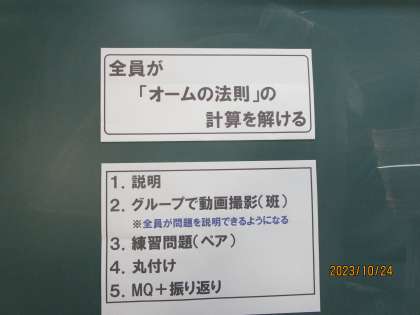 全員が
「オームの法則」の
計算を解ける
1. 説明
2. グループで動画撮影(班)
※全員が問題を説明できるようになる
3. 練習問題(ペア)
4. 丸付け
5. MQ+振り返り
2023/10/24